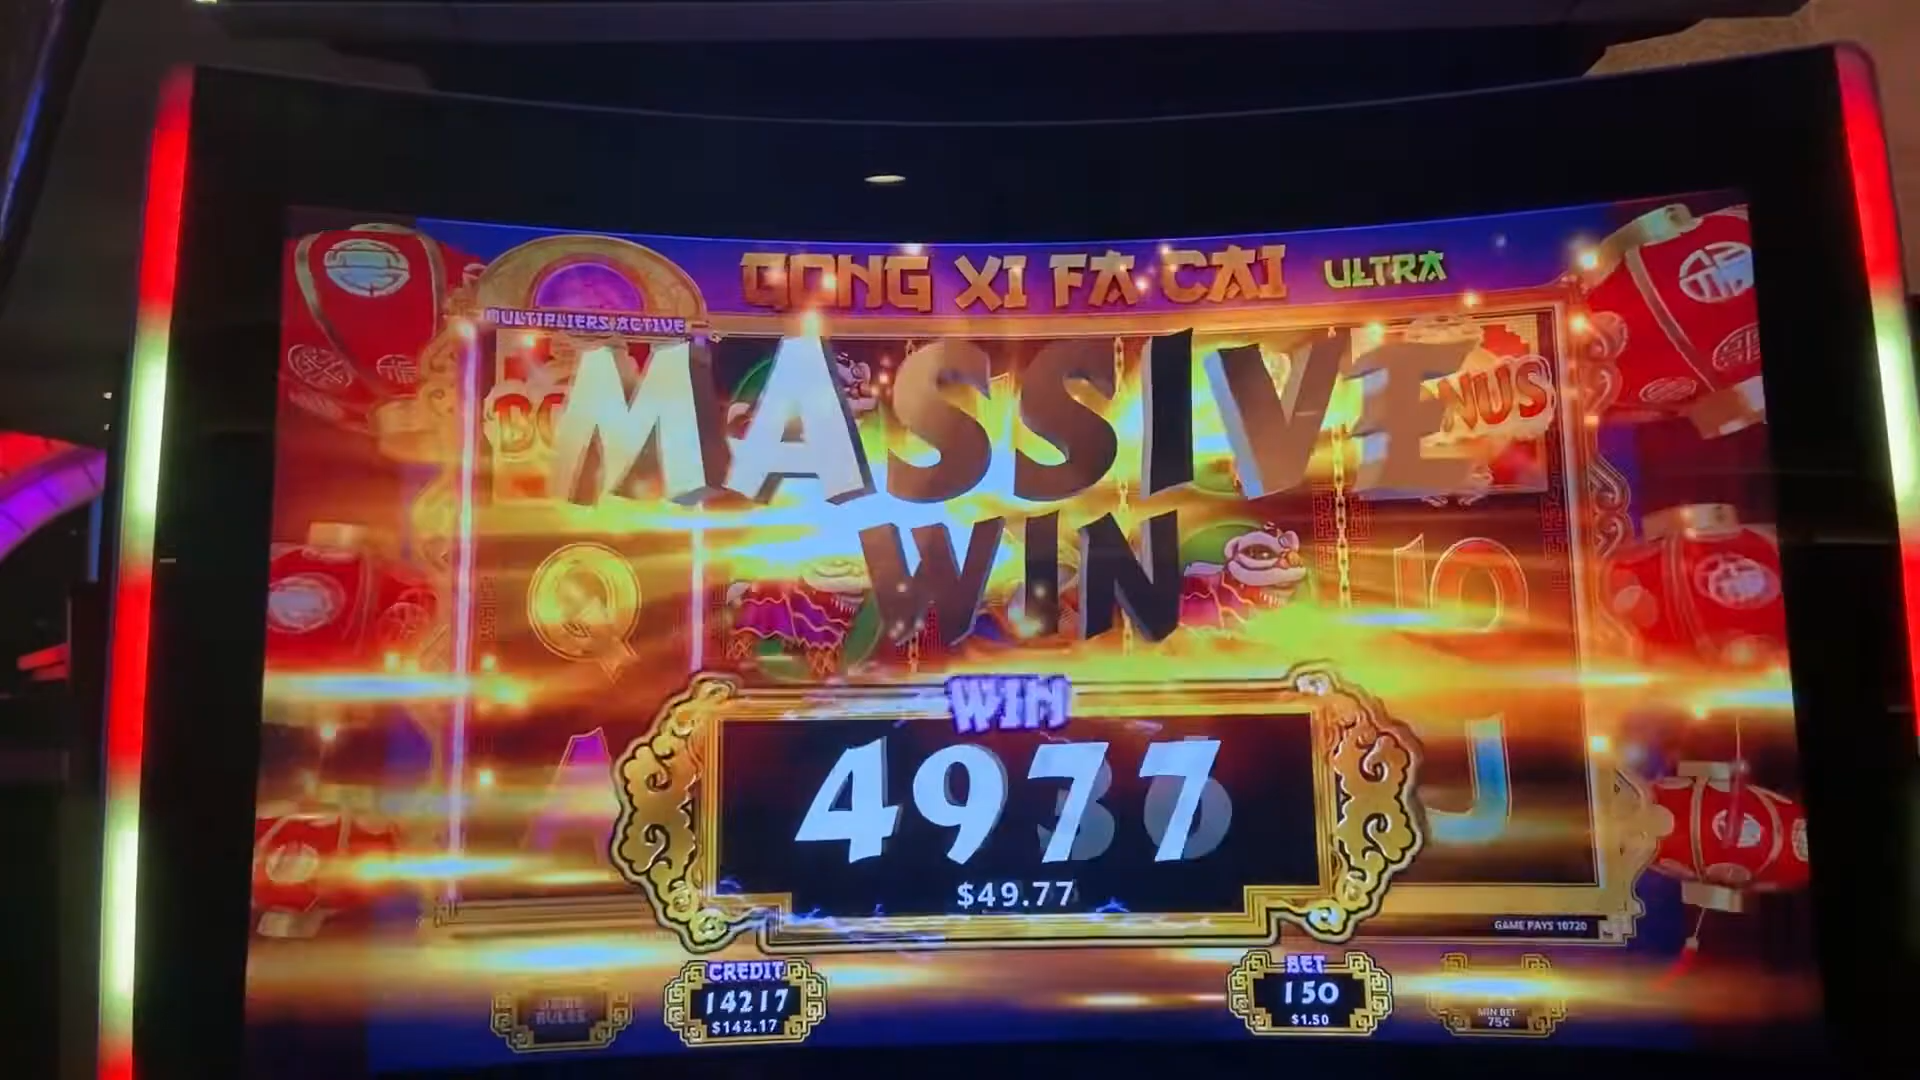 GONG XI FA CAI ULTRA
MULTIPLIERS ACTIVE
MASSIVE
NUS
WIN
Q
10
A
J
WIN
4977
$49.77
GAME PAYS 10720
CREDIT
14217
$142.17
BET
150
$1.50
MIN BET
75¢